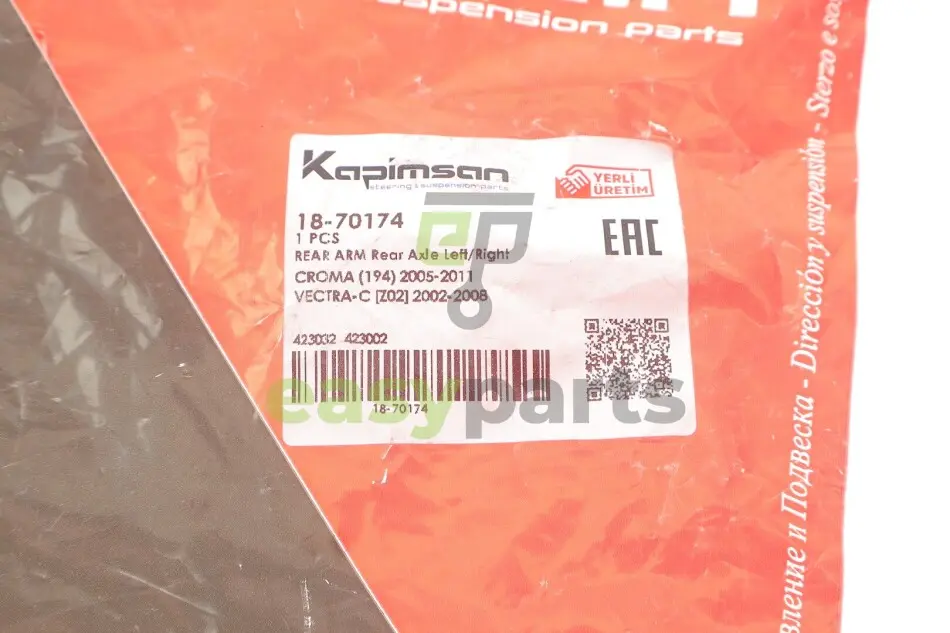 suspension parts
Kapimsan
steering & suspension parts
YERLİ
ÜRETİM
18-70174
1 PCS
REAR ARM Rear Axle Left/Right
EAC
CROMA (194) 2005-2011
VECTRA-C [Z02] 2002-2008
423032 423002
18-70174
easyparts
вление и Подвеска - Dirección y suspensión - Sterzo e sos